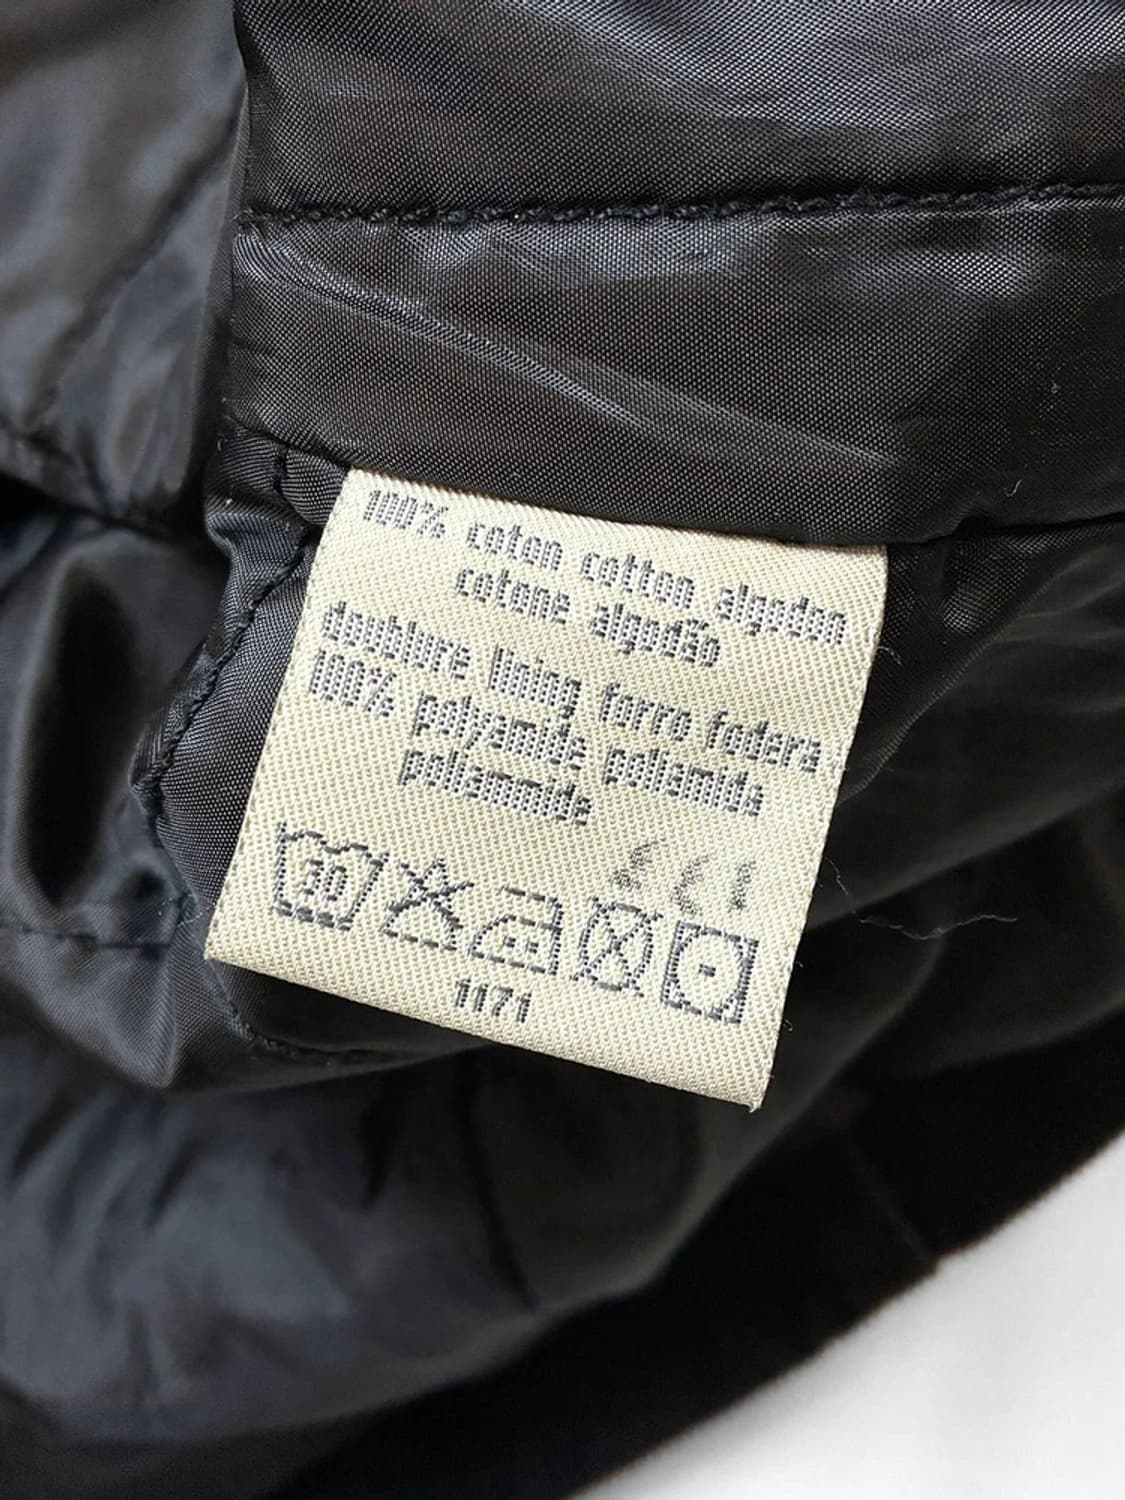 100% coton cotton algodon
cotone algodão
doublure lining forro fodera
100% polyamide poliamida
poliammide
30
1171